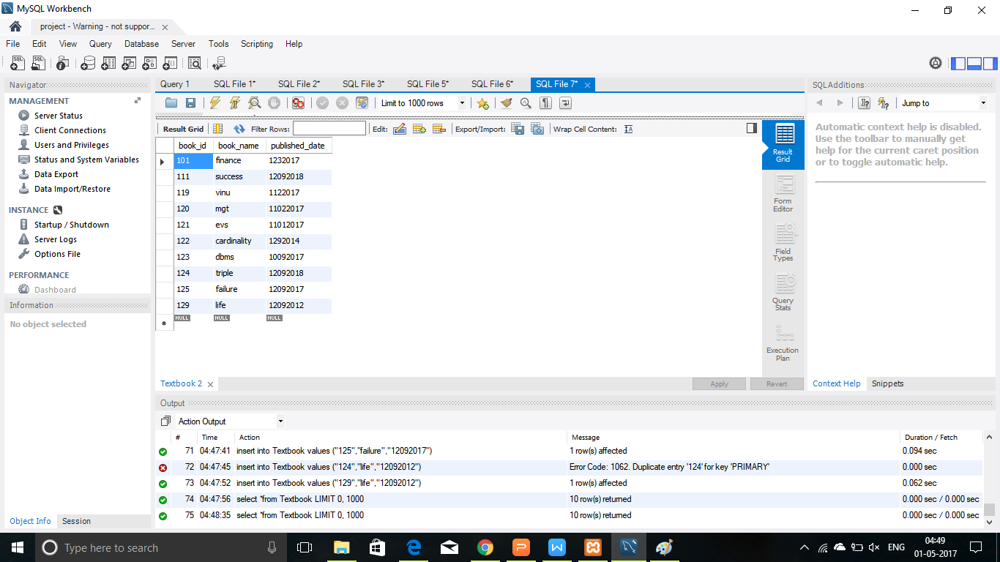 MySQL Workbench
project - Warning - not suppor...
File Edit View Query Database Server Tools Scripting Help
Navigator
MANAGEMENT
Server Status
Client Connections
Users and Privileges
Status and System Variables
Data Export
Data Import/Restore
INSTANCE
Startup / Shutdown
Server Logs
Options File
PERFORMANCE
Dashboard
Information
No object selected
Object Info Session
Query 1 SQL File 1* SQL File 2* SQL File 3* SQL File 5* SQL File 6* SQL File 7*
Limit to 1000 rows
Result Grid Filter Rows: Edit: Export/Import: Wrap Cell Content:
book_id book_name published_date
101 finance 1232017
111 success 12092018
119 vinu 1122017
120 mgt 11022017
121 evs 11012017
122 cardinality 1292014
123 dbms 10092017
124 triple 12092018
125 failure 12092017
129 life 12092012
NULL NULL NULL
Result
Grid
Form
Editor
Field
Types
Query
Stats
Execution
Plan
Textbook 2 Apply Revert
SQLAdditions
Jump to
Automatic context help is disabled.
Use the toolbar to manually get
help for the current caret position
or to toggle automatic help.
Context Help Snippets
Output
Action Output
# Time Action Message Duration / Fetch
71 04:47:41 insert into Textbook values ("125","failure","12092017") 1 row(s) affected 0.094 sec
72 04:47:45 insert into Textbook values ("124","life","12092012") Error Code: 1062. Duplicate entry '124' for key 'PRIMARY' 0.000 sec
73 04:47:52 insert into Textbook values ("129","life","12092012") 1 row(s) affected 0.062 sec
74 04:47:56 select *from Textbook LIMIT 0, 1000 10 row(s) returned 0.000 sec / 0.000 sec
75 04:48:35 select *from Textbook LIMIT 0, 1000 10 row(s) returned 0.000 sec / 0.000 sec
Type here to search
ENG
04:49
01-05-2017